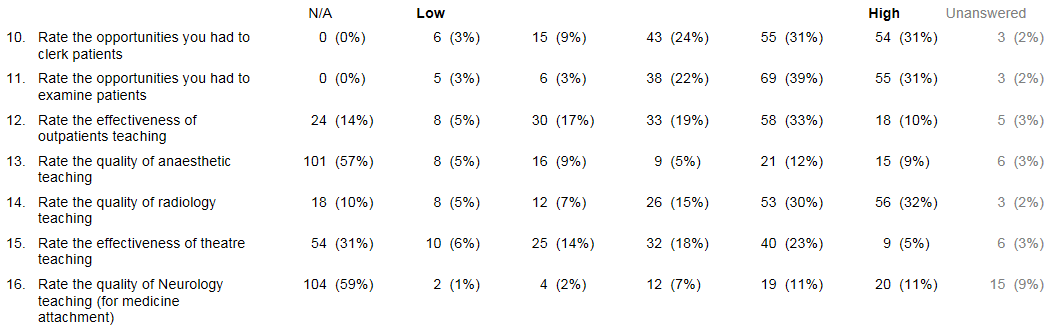 N/A Low High Unanswered
10. Rate the opportunities you had to 0 (0%) 6 (3%) 15 (9%) 43 (24%) 55 (31%) 54 (31%) 3 (2%)
clerk patients
11. Rate the opportunities you had to 0 (0%) 5 (3%) 6 (3%) 38 (22%) 69 (39%) 55 (31%) 3 (2%)
examine patients
12. Rate the effectiveness of 24 (14%) 8 (5%) 30 (17%) 33 (19%) 58 (33%) 18 (10%) 5 (3%)
outpatients teaching
13. Rate the quality of anaesthetic 101 (57%) 8 (5%) 16 (9%) 9 (5%) 21 (12%) 15 (9%) 6 (3%)
teaching
14. Rate the quality of radiology 18 (10%) 8 (5%) 12 (7%) 26 (15%) 53 (30%) 56 (32%) 3 (2%)
teaching
15. Rate the effectiveness of theatre 54 (31%) 10 (6%) 25 (14%) 32 (18%) 40 (23%) 9 (5%) 6 (3%)
teaching
16. Rate the quality of Neurology 104 (59%) 2 (1%) 4 (2%) 12 (7%) 19 (11%) 20 (11%) 15 (9%)
teaching (for medicine
attachment)